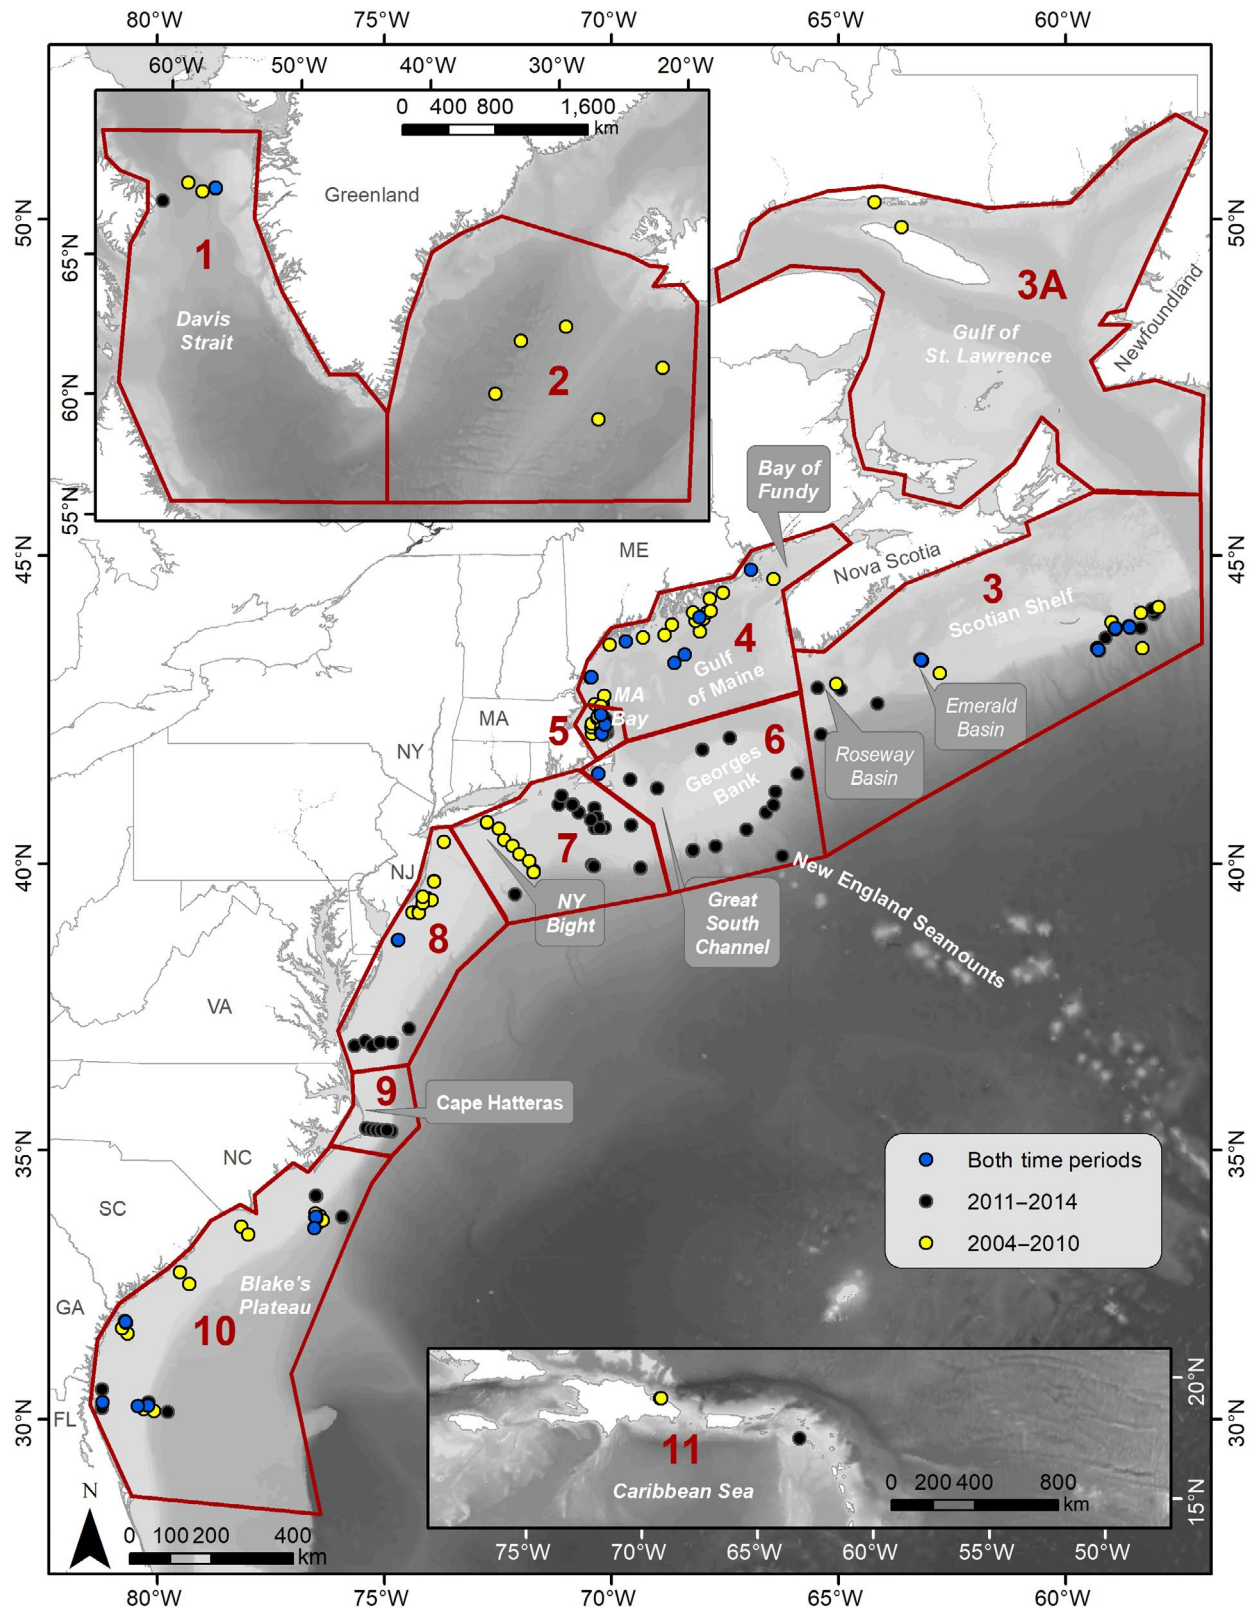 80°W 75°W 70°W 65°W 60°W
60°W 50°W 40°W 30°W 20°W
0 400 800 1,600
km
Greenland
50°N
65°N
60°N
55°N
50°N
1
Davis
Strait
2
3A
Gulf of
St. Lawrence
Newfoundland
Bay of
Fundy
45°N
45°N
ME
Nova Scotia
3
Scotian Shelf
4
Gulf
of Maine
MA
Bay
5
MA
NY
Emerald
Basin
Roseway
Basin
6
Georges
Bank
7
40°N
40°N
NJ
NY
Bight
Great
South
Channel
New England Seamounts
8
VA
9
Cape Hatteras
35°N
35°N
NC
SC
Both time periods
2011–2014
2004–2010
Blake's
Plateau
GA
10
FL
30°N
30°N
20°N
15°N
11
Caribbean Sea
0 200 400 800
km
75°W 70°W 65°W 60°W 55°W 50°W
N
0 100 200 400
km
80°W 75°W 70°W 65°W 60°W